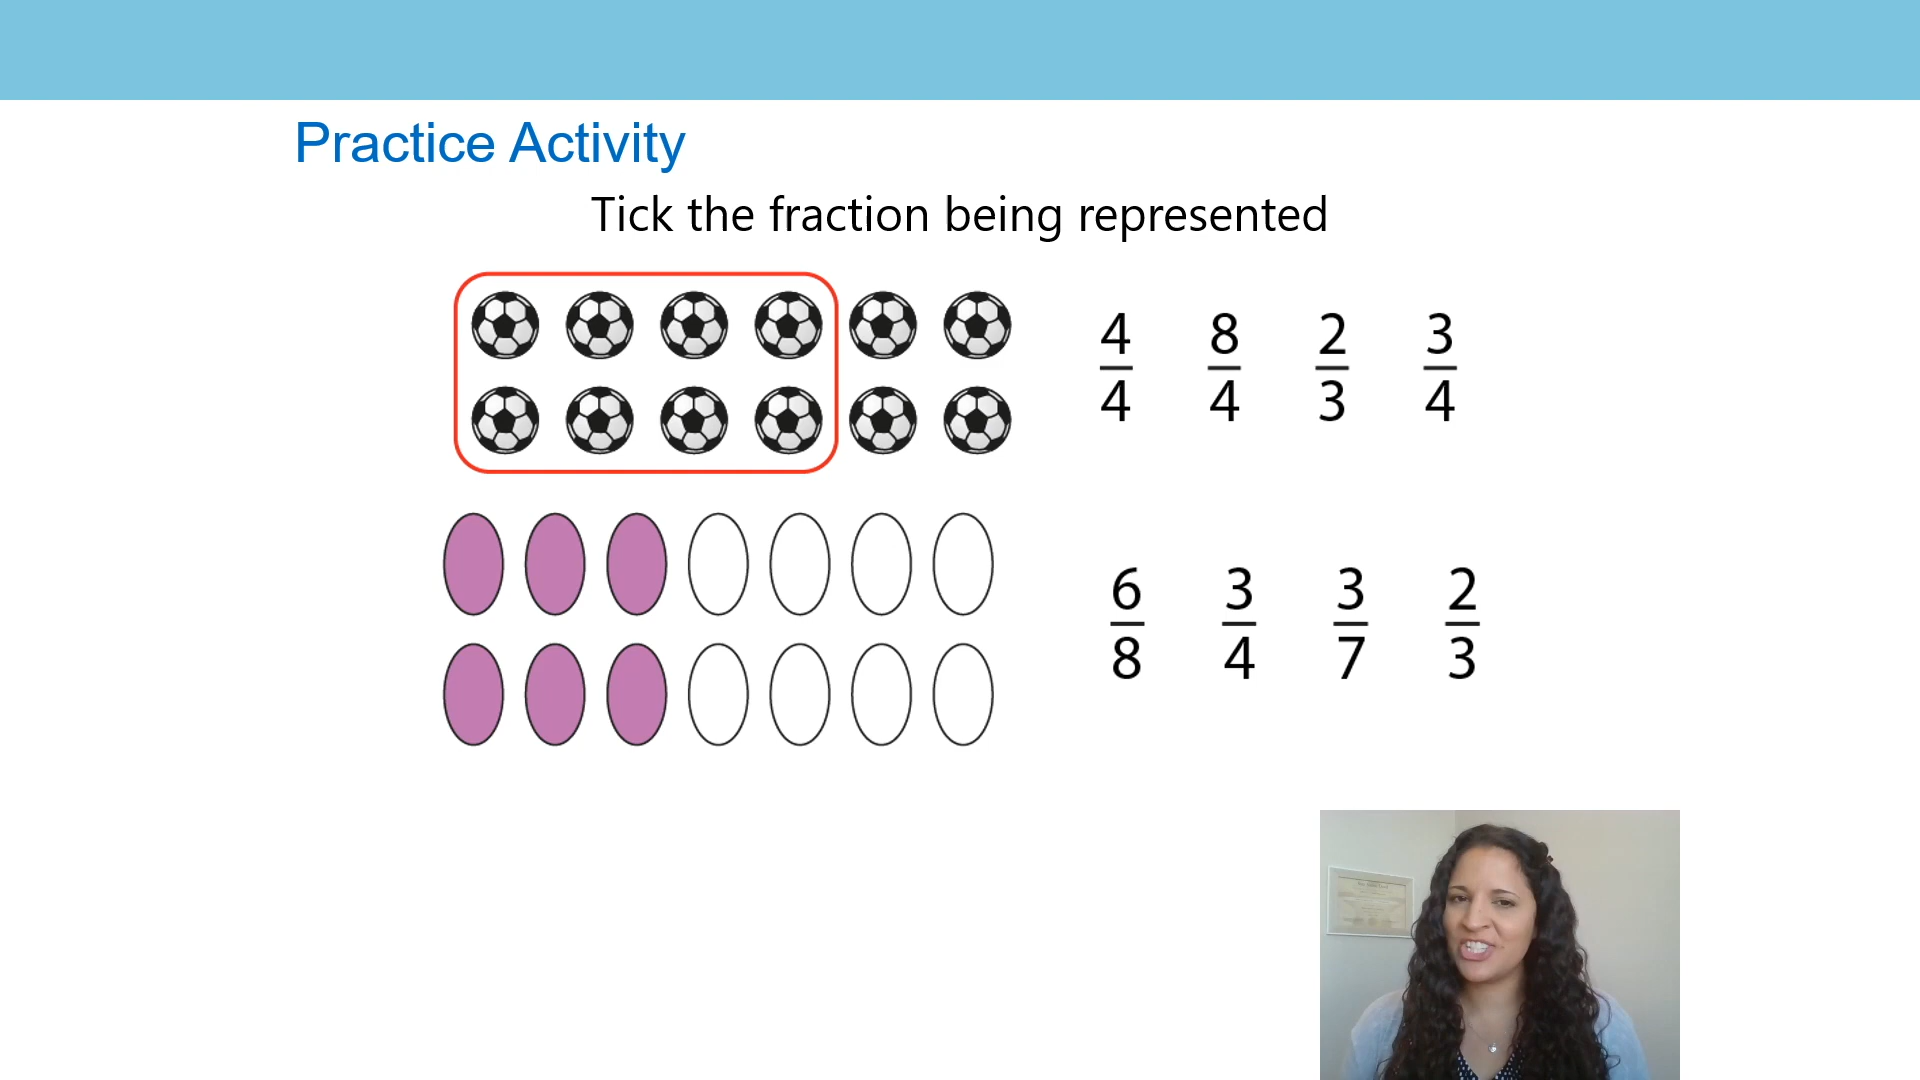 Practice Activity
Tick the fraction being represented
4/4 8/4 2/3 3/4
6/8 3/4 3/7 2/3